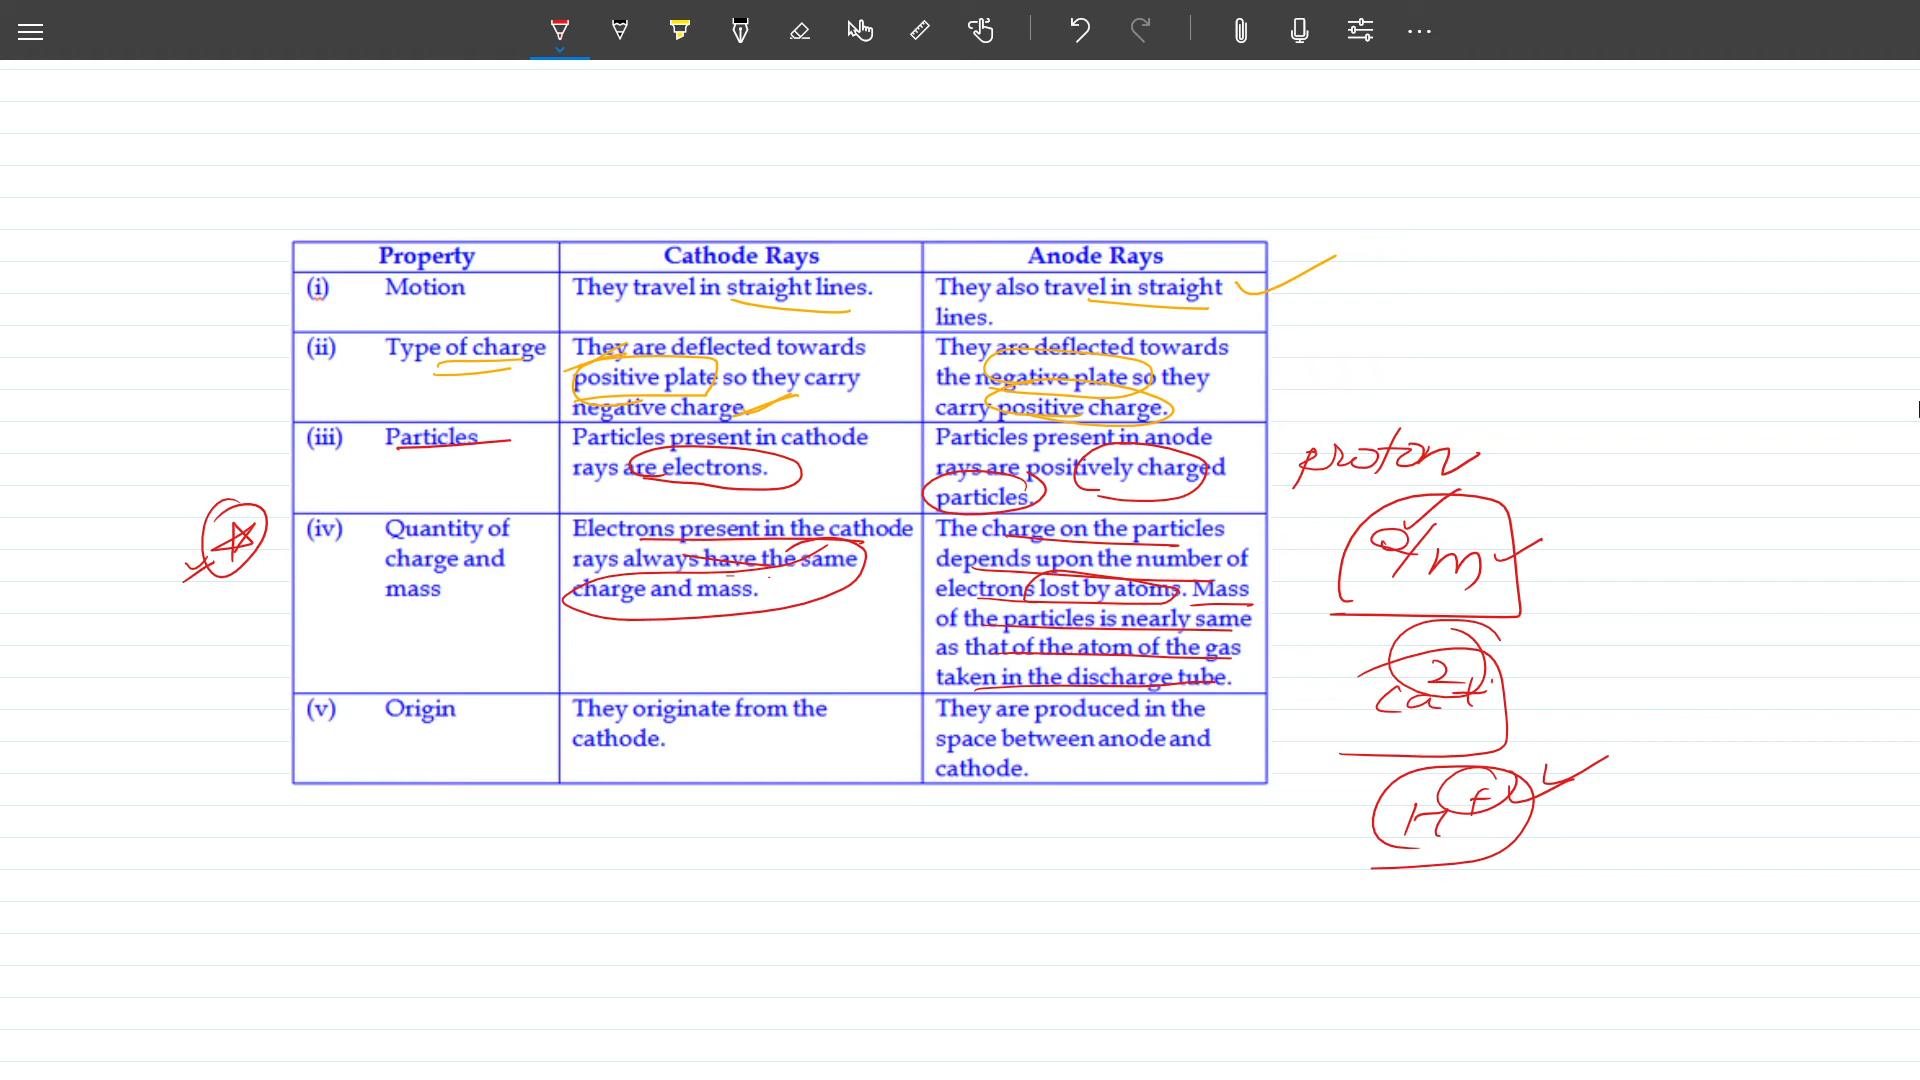 Property Cathode Rays Anode Rays
(i) Motion They travel in straight lines. They also travel in straight
lines.
(ii) Type of charge They are deflected towards They are deflected towards
positive plate so they carry the negative plate so they
negative charge. carry positive charge.
(iii) Particles Particles present in cathode Particles present in anode
rays are electrons. rays are positively charged
particles.
(iv) Quantity of Electrons present in the cathode The charge on the particles
charge and rays always have the same depends upon the number of
mass charge and mass. electrons lost by atoms. Mass
of the particles is nearly same
as that of the atom of the gas
taken in the discharge tube.
(v) Origin They originate from the They are produced in the
cathode. space between anode and
cathode.
proton
e/m
Ca2+
H+